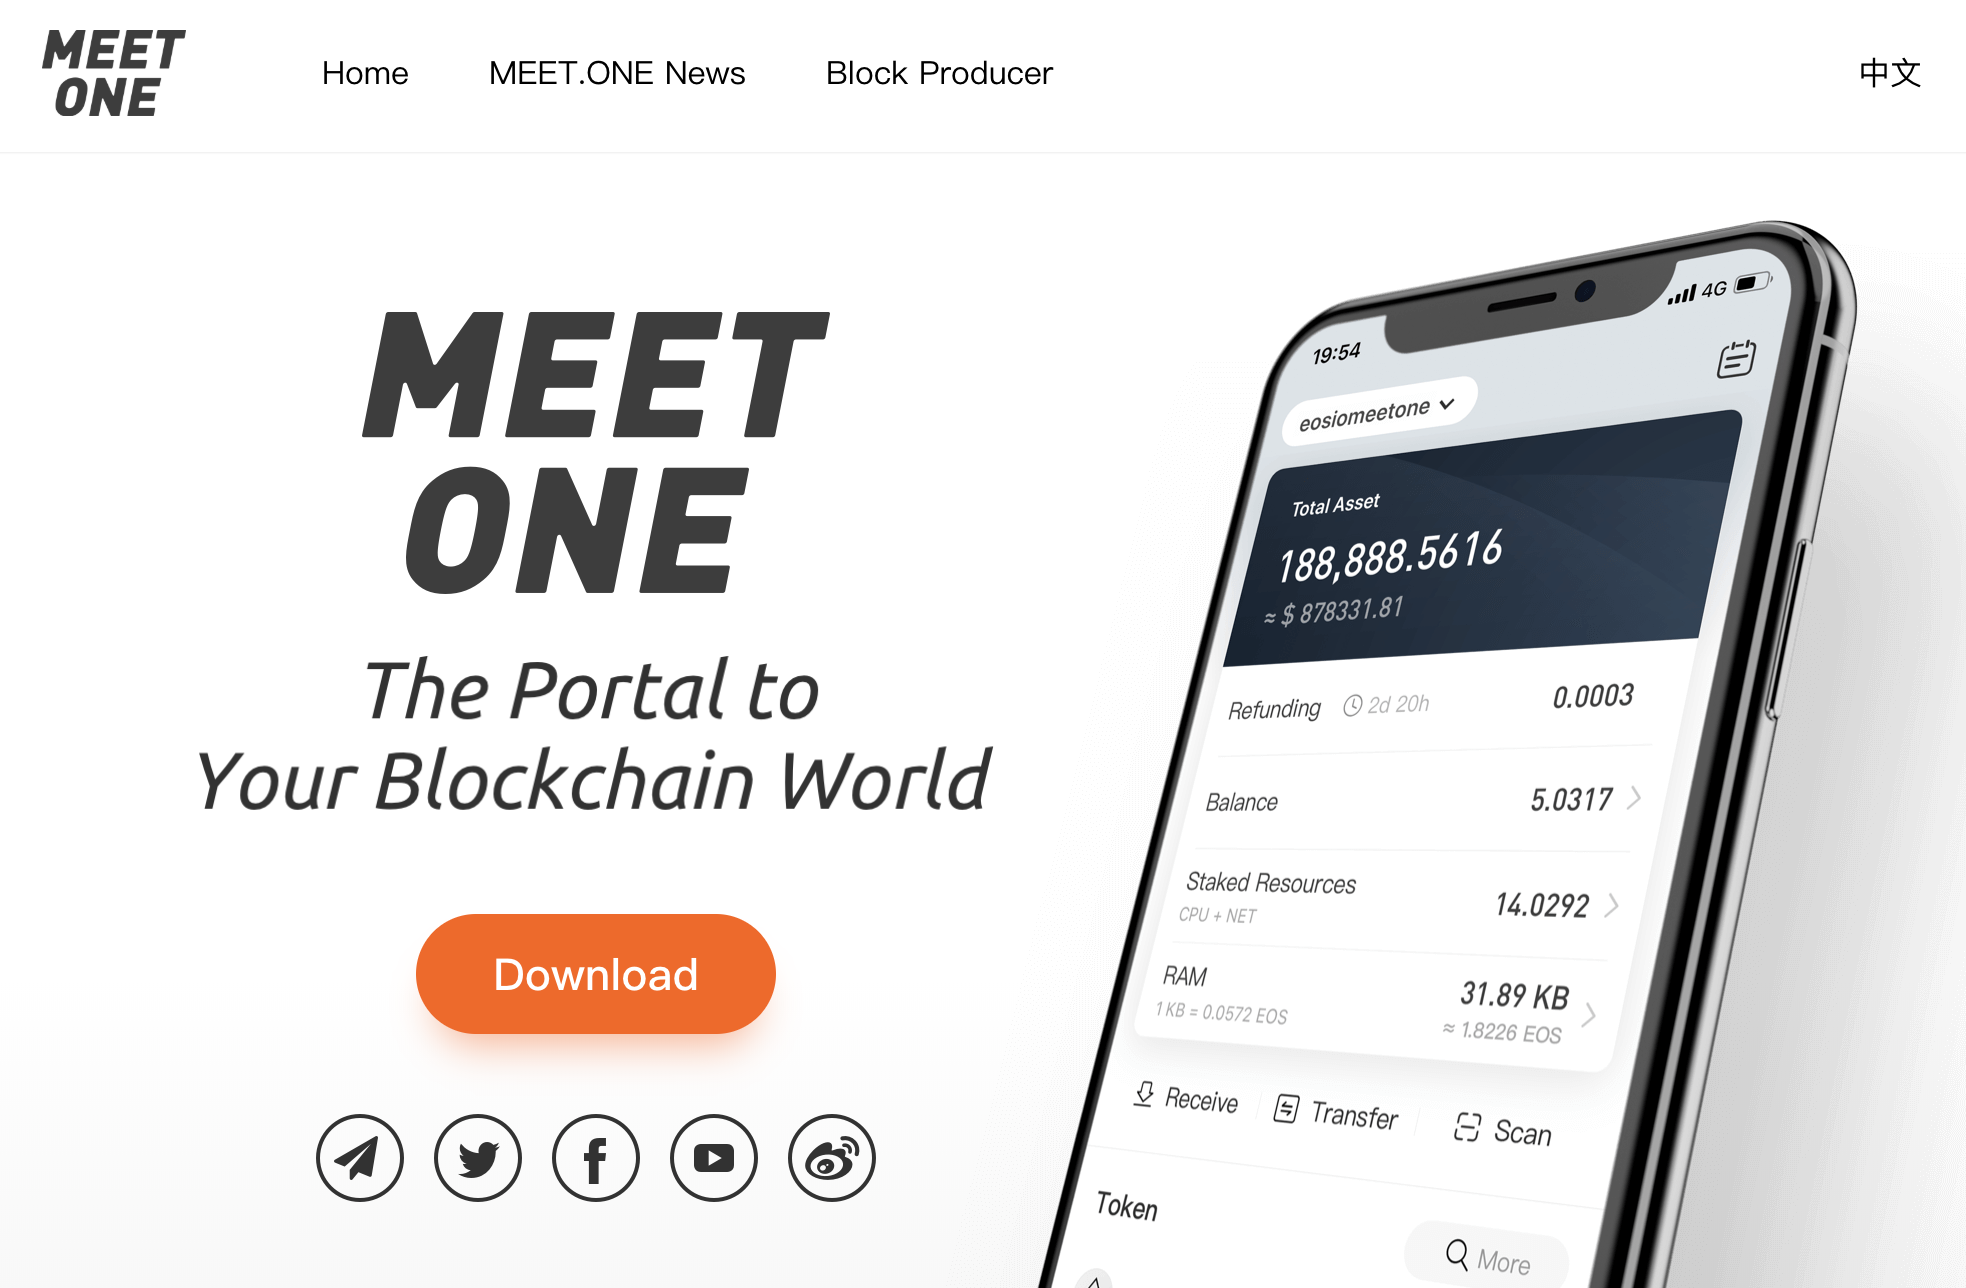 MEET
ONE
Home
MEET.ONE News
Block Producer
中文
MEET
ONE
The Portal to
Your Blockchain World
Download
19:54
4G
eosiomeetone
Total Asset
188,888.5616
≈ $ 878331.81
Refunding 2d 20h 0.0003
Balance 5.0317
Staked Resources 14.0292
CPU + NET
RAM 31.89 KB
1 KB = 0.0572 EOS ≈ 1.8226 EOS
Receive Transfer Scan
Token
More